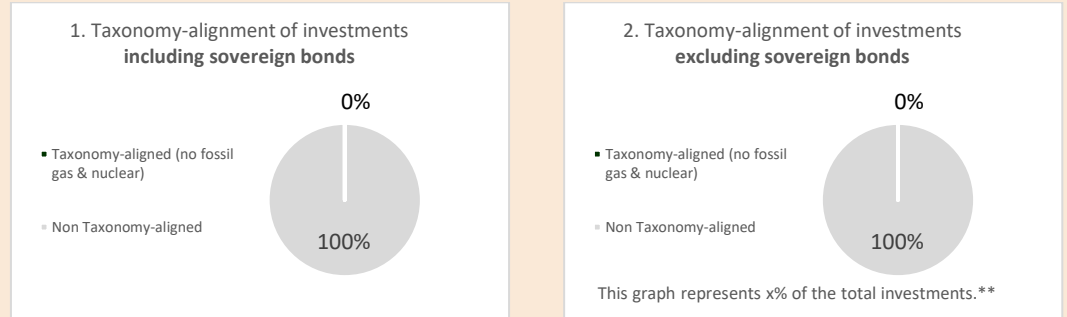 1. Taxonomy-alignment of investments
including sovereign bonds
0%
Taxonomy-aligned (no fossil
gas & nuclear)
Non Taxonomy-aligned
100%
2. Taxonomy-alignment of investments
excluding sovereign bonds
0%
Taxonomy-aligned (no fossil
gas & nuclear)
Non Taxonomy-aligned
100%
This graph represents x% of the total investments.**